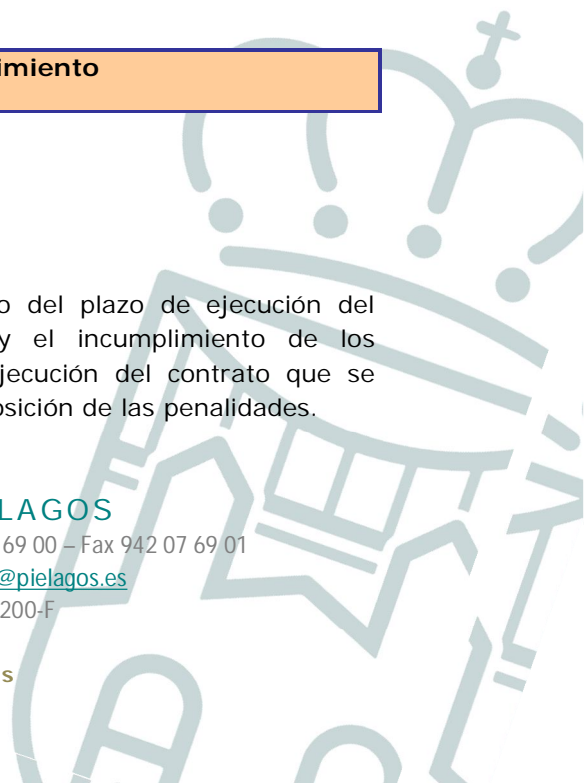 imiento
o del plazo de ejecución del
y el incumplimiento de los
jecución del contrato que se
osición de las penalidades.
LAGOS
69 00 – Fax 942 07 69 01
@pielagos.es
200-F
s